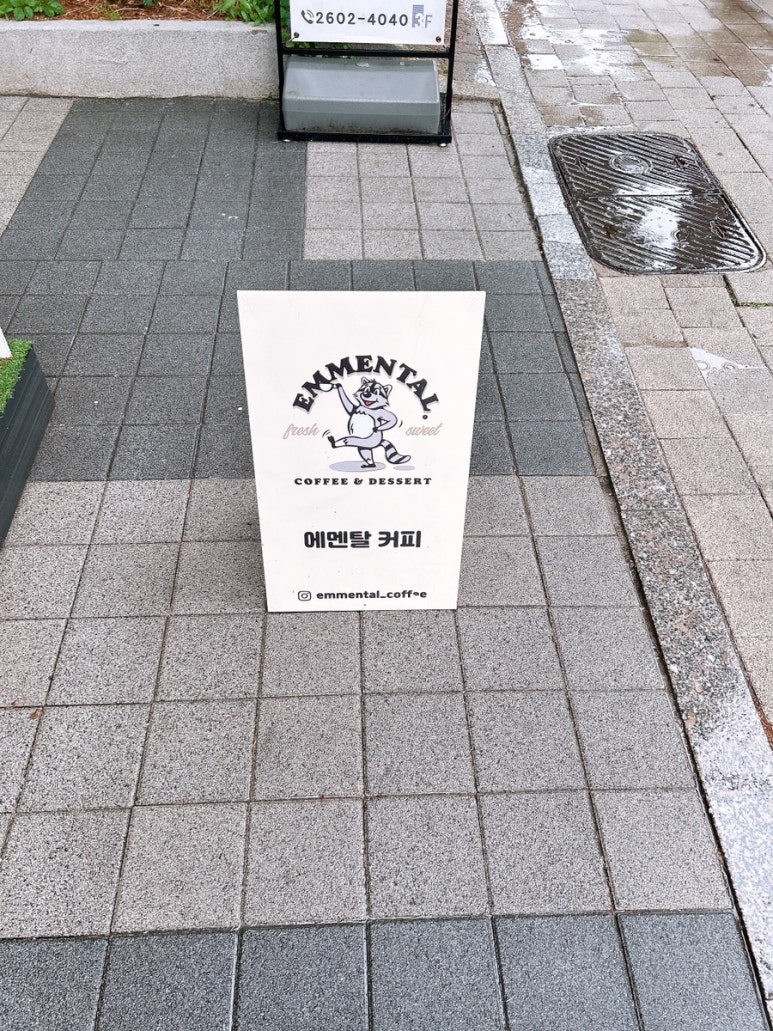 2602-4040 3F
EMMENTAL.
fresh sweet
COFFEE & DESSERT
에멘탈 커피
emmental_coffee